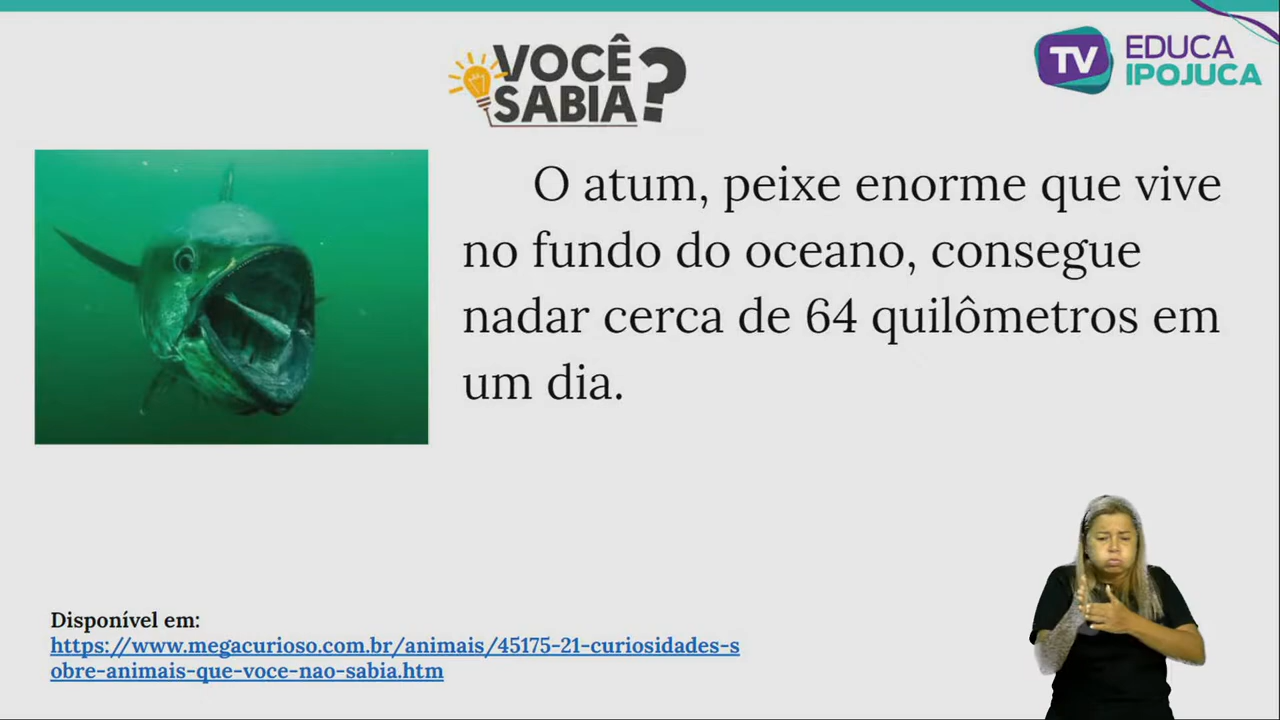 VOCÊ
SABIA?
TV EDUCA
IPOJUCA
O atum, peixe enorme que vive
no fundo do oceano, consegue
nadar cerca de 64 quilômetros em
um dia.
Disponível em:
https://www.megacurioso.com.br/animais/45175-21-curiosidades-s
obre-animais-que-voce-nao-sabia.htm